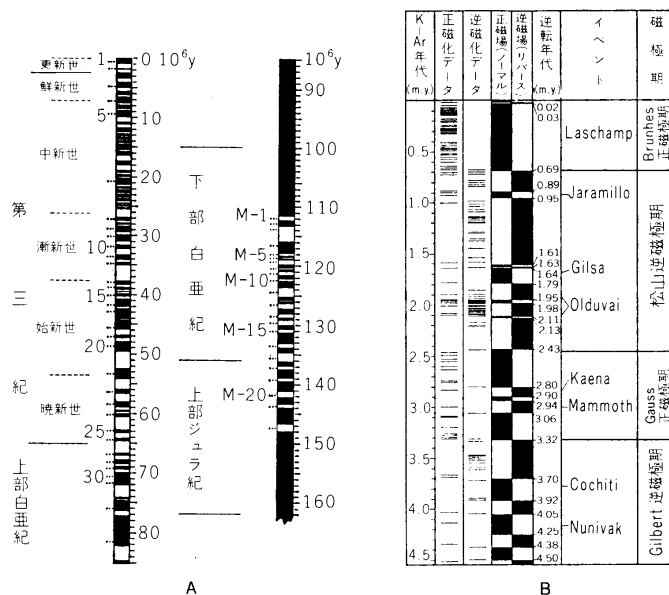 1 0 10⁶y
更新世
鮮新世
5
10
中新世
20
第
30
漸新世
10
三
15
40
始新世
20
50
紀
暁新世
60
25
30
70
上部白亜紀
80
10⁶y
90
100
下部白亜紀
110
M-1
M-5
120
M-10
M-15
130
M-20
140
上部ジュラ紀
150
160
A
K-Ar年代 (m.y.)
正磁化データ
逆磁化データ
正磁場(ノーマル)
逆磁場(リバース)
逆転年代 (m.y.)
イベント
磁極期
0.5
1.0
1.5
2.0
2.5
3.0
3.5
4.0
4.5
0.02
0.03
0.69
0.89
0.95
1.61
1.63
1.64
1.79
1.95
1.98
2.11
2.13
2.43
2.80
2.90
2.94
3.06
3.32
3.70
3.92
4.05
4.25
4.38
4.50
Laschamp
Jaramillo
Gilsa
Olduvai
Kaena
Mammoth
Cochiti
Nunivak
Brunhes
正磁極期
松山逆磁極期
Gauss
正磁極期
Gilbert 逆磁極期
B